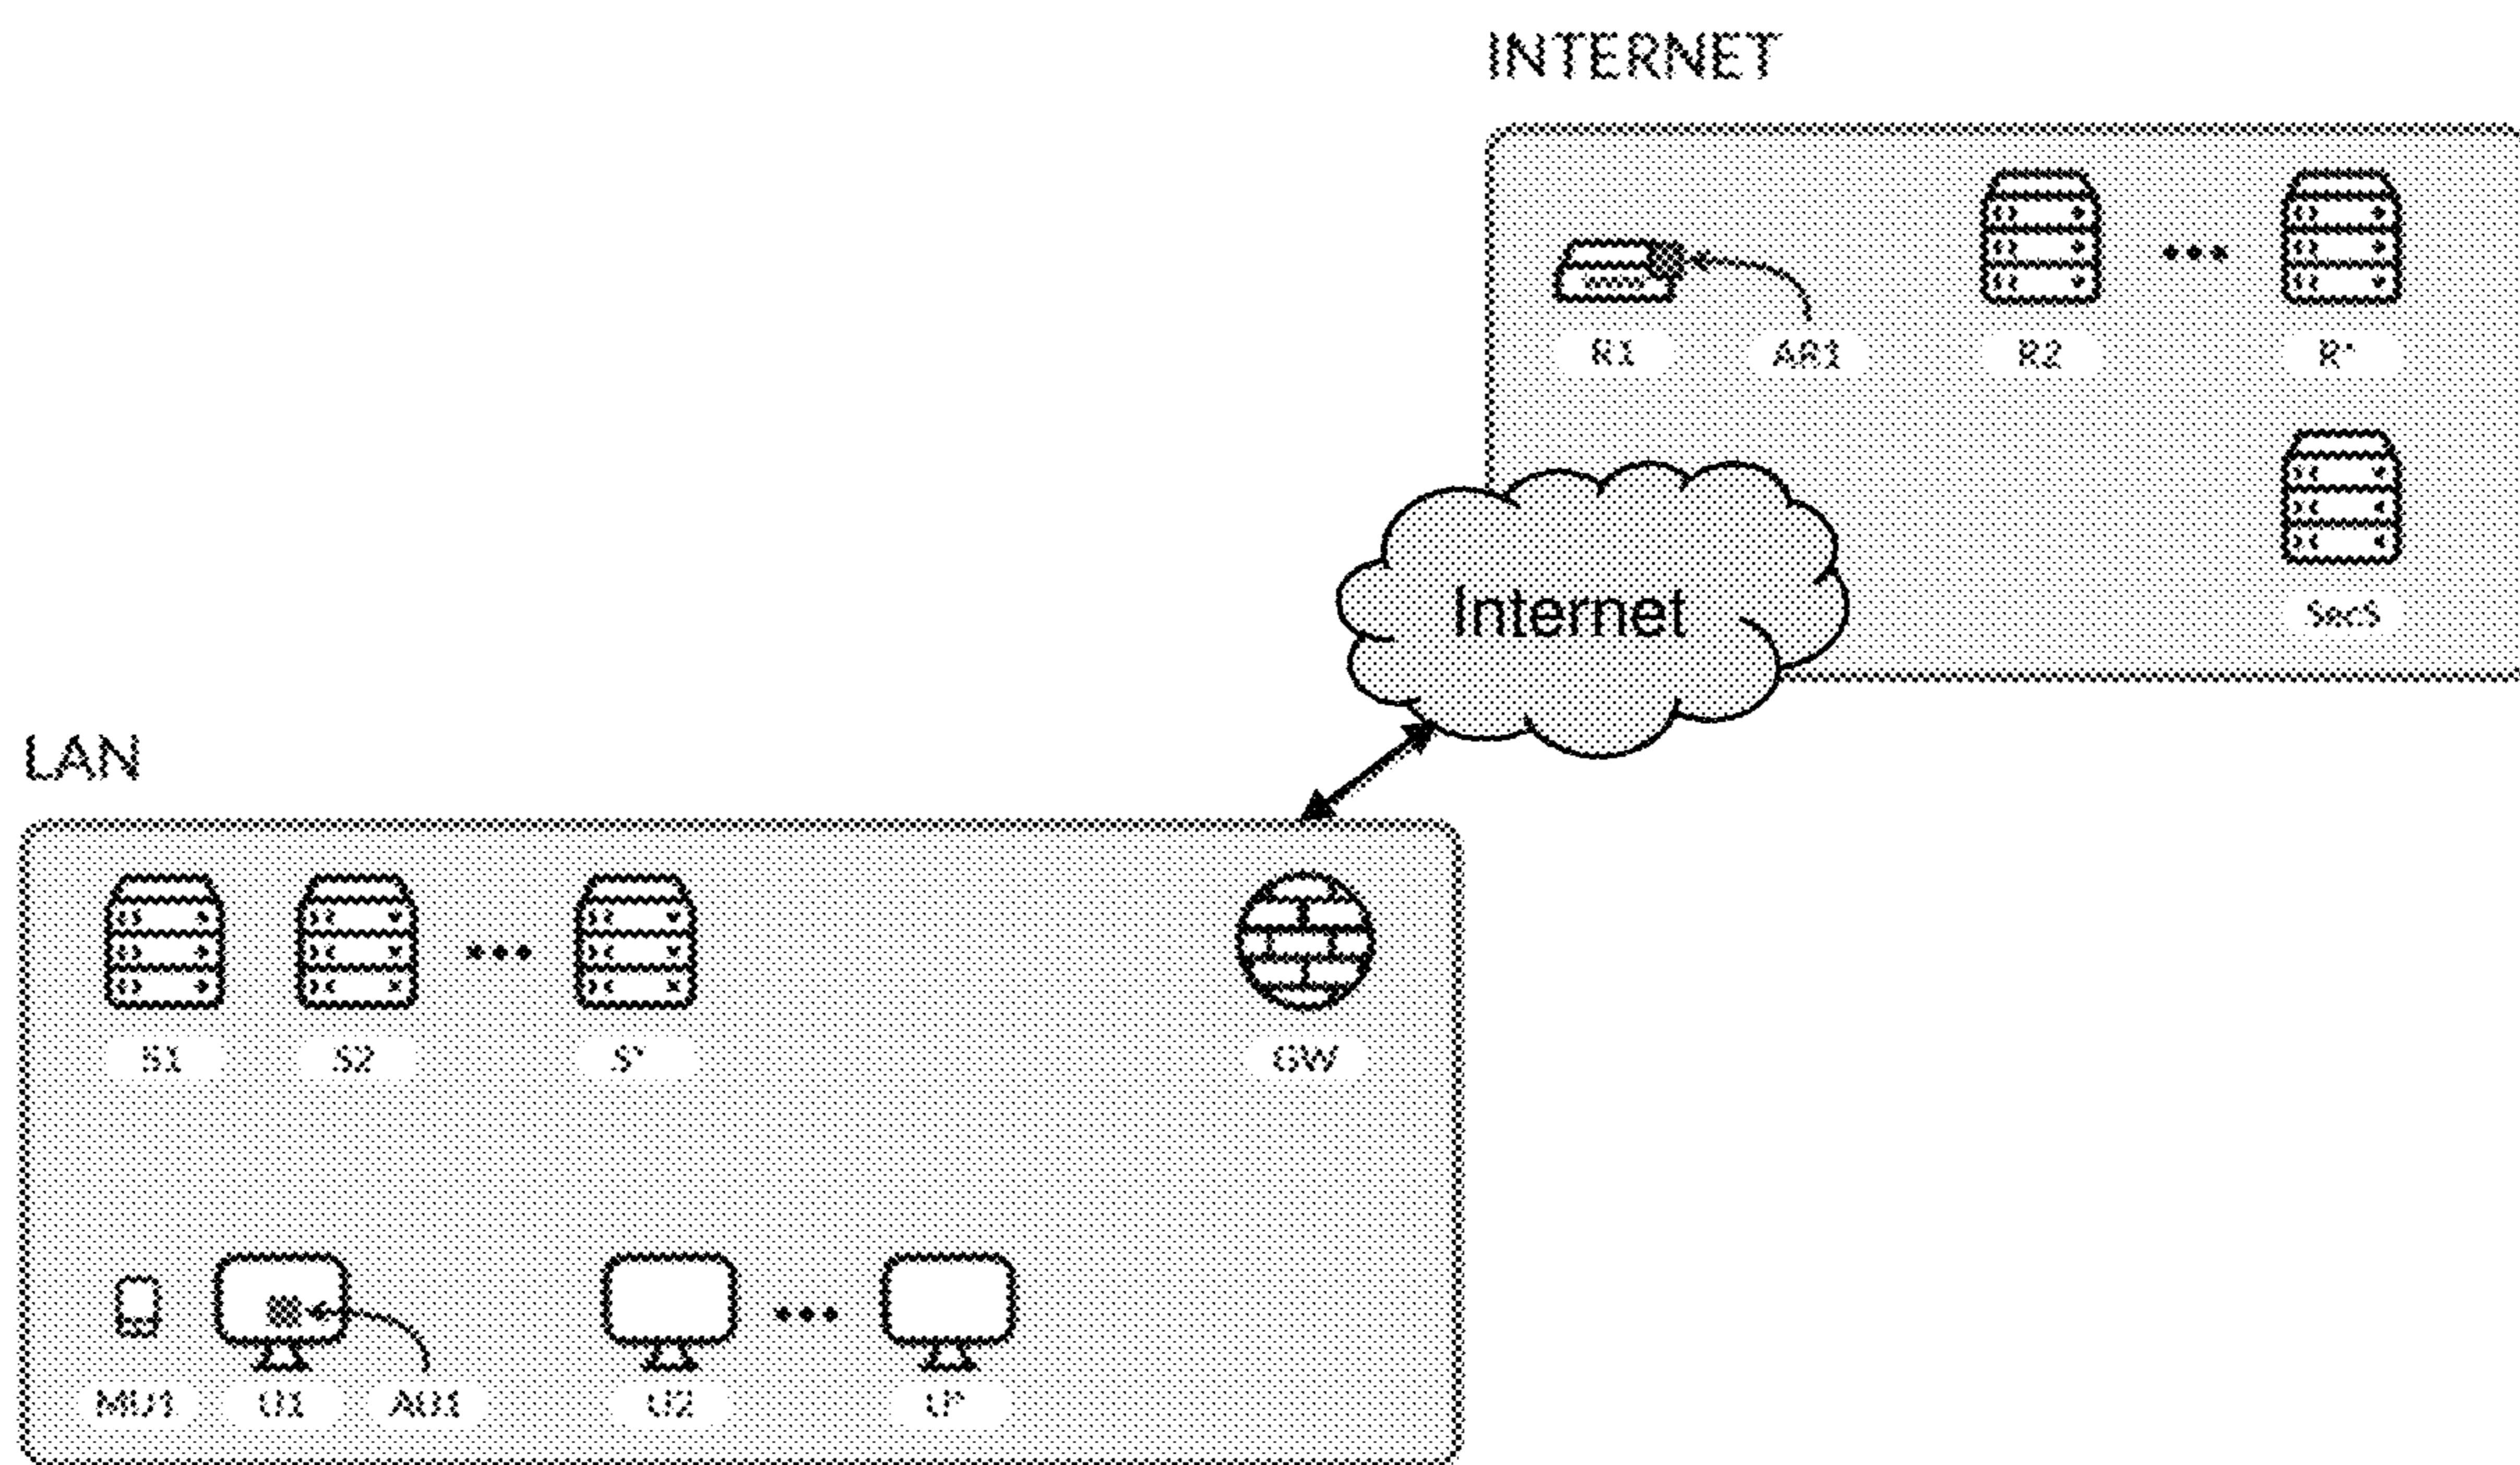 INTERNET
R1 AR1 R2 R*
SecS
Internet
LAN
S1 S2 S* GW
MU1 U1 AU1 U2 U*